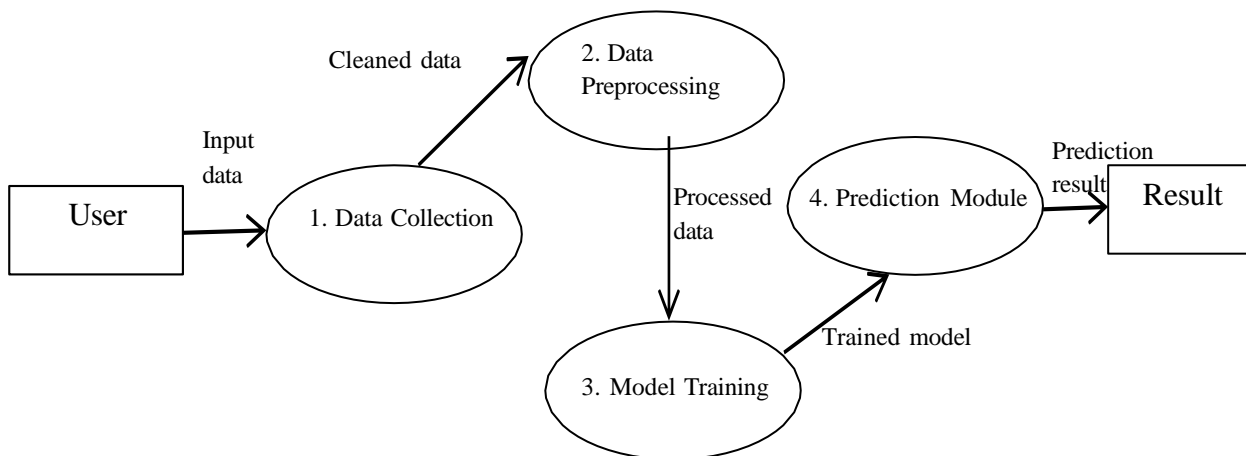 User
Input
data
1. Data Collection
Cleaned data
2. Data
Preprocessing
Processed
data
3. Model Training
Trained model
4. Prediction Module
Prediction
result
Result